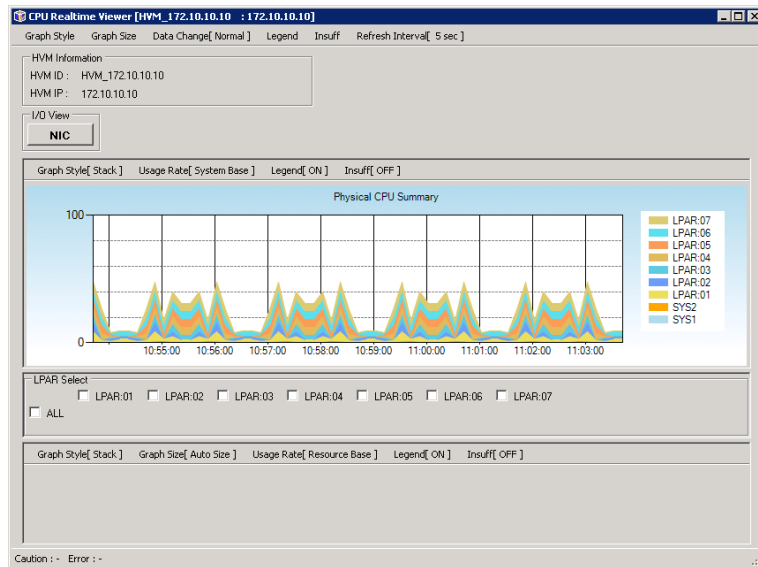 CPU Realtime Viewer [HVM_172.10.10.10 : 172.10.10.10]
Graph Style Graph Size Data Change[ Normal ] Legend Insuff Refresh Interval[ 5 sec ]
HVM Information
HVM ID : HVM_172.10.10.10
HVM IP : 172.10.10.10
I/O View
NIC
Graph Style[ Stack ] Usage Rate[ System Base ] Legend[ ON ] Insuff[ OFF ]
Physical CPU Summary
100
0
10:55:00 10:56:00 10:57:00 10:58:00 10:59:00 11:00:00 11:01:00 11:02:00 11:03:00
LPAR:07
LPAR:06
LPAR:05
LPAR:04
LPAR:03
LPAR:02
LPAR:01
SYS2
SYS1
LPAR Select
LPAR:01 LPAR:02 LPAR:03 LPAR:04 LPAR:05 LPAR:06 LPAR:07
ALL
Graph Style[ Stack ] Graph Size[ Auto Size ] Usage Rate[ Resource Base ] Legend[ ON ] Insuff[ OFF ]
Caution : - Error : -